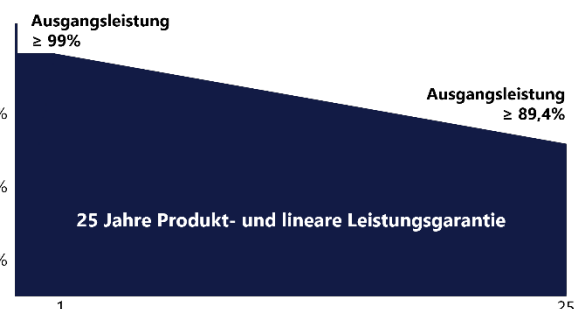 Ausgangsleistung
≥ 99%
Ausgangsleistung
≥ 89,4%
%
%
25 Jahre Produkt- und lineare Leistungsgarantie
%
1
25